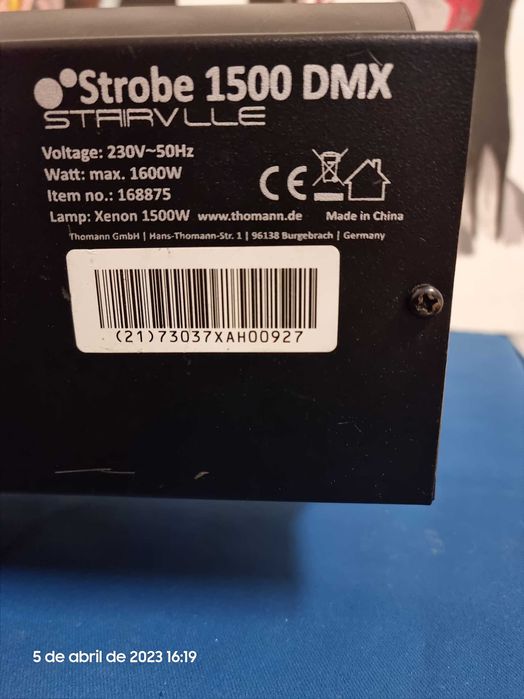 Strobe 1500 DMX
STAIRVLLE
Voltage: 230V~50Hz
Watt: max. 1600W
Item no.: 168875
Lamp: Xenon 1500W www.thomann.de Made in China
Thomann GmbH | Hans-Thomann-Str. 1 | 96138 Burgebrach | Germany
CE
(21)73037XAH00927
5 de abril de 2023 16:19